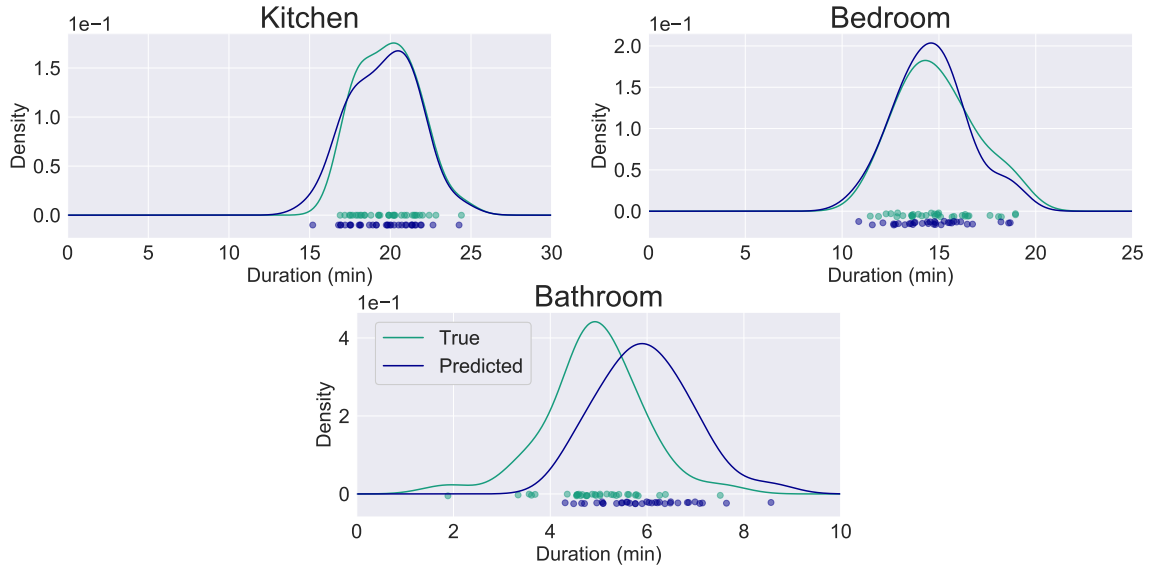 Kitchen
1e−1
Density
1.5
1.0
0.5
0.0
0 5 10 15 20 25 30
Duration (min)
Bedroom
1e−1
Density
2.0
1.5
1.0
0.5
0.0
0 5 10 15 20 25
Duration (min)
Bathroom
1e−1
Density
4
2
0
True
Predicted
0 2 4 6 8 10
Duration (min)